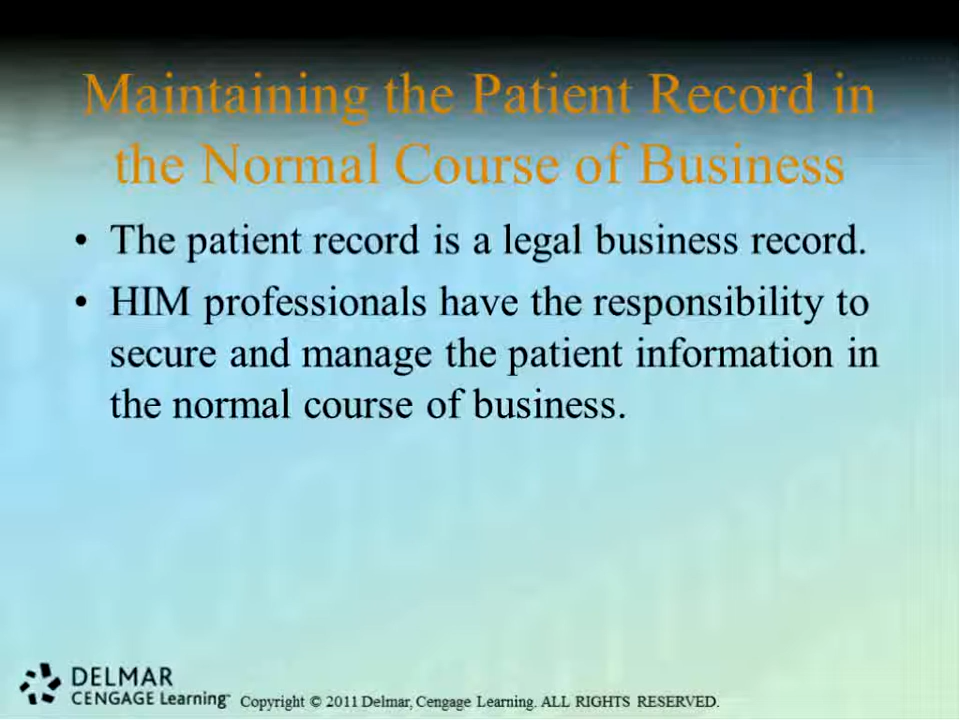 Maintaining the Patient Record in
the Normal Course of Business
• The patient record is a legal business record.
• HIM professionals have the responsibility to
secure and manage the patient information in
the normal course of business.
DELMAR
CENGAGE Learning™
Copyright © 2011 Delmar, Cengage Learning. ALL RIGHTS RESERVED.